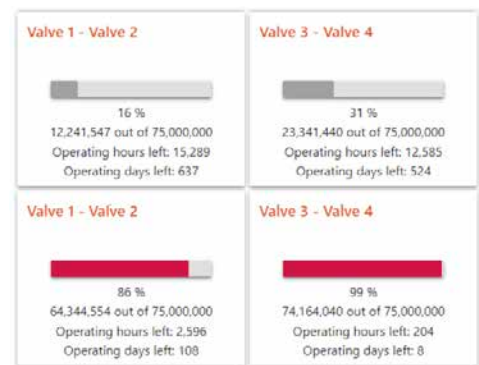 Valve 1 - Valve 2
16 %
12,241,547 out of 75,000,000
Operating hours left: 15,289
Operating days left: 637
Valve 3 - Valve 4
31 %
23,341,440 out of 75,000,000
Operating hours left: 12,585
Operating days left: 524
Valve 1 - Valve 2
86 %
64,344,554 out of 75,000,000
Operating hours left: 2,596
Operating days left: 108
Valve 3 - Valve 4
99 %
74,164,040 out of 75,000,000
Operating hours left: 204
Operating days left: 8